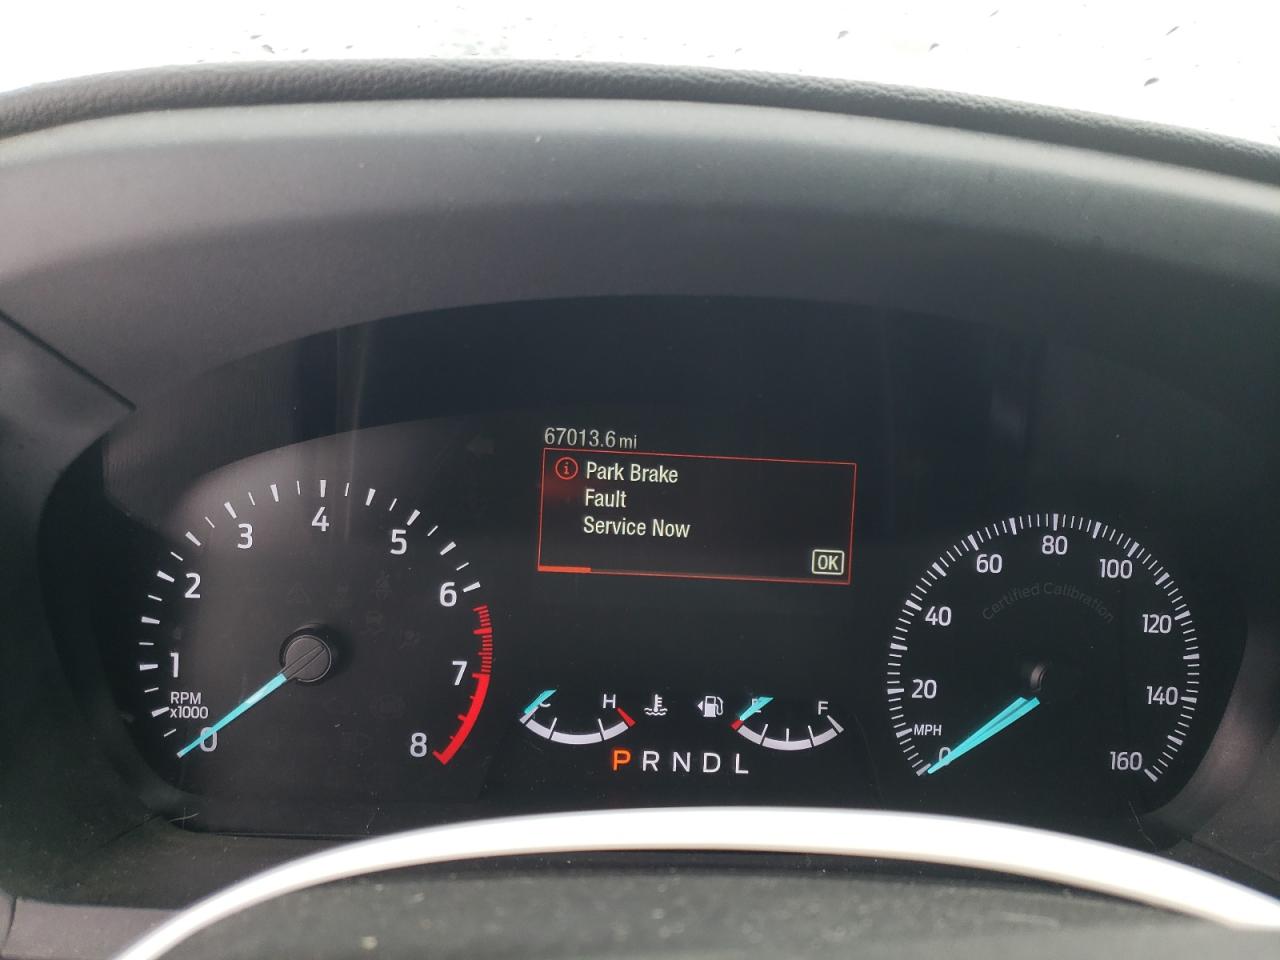 67013.6 mi
Park Brake
Fault
Service Now
OK
0
1
2
3
4
5
6
7
8
RPM
x1000
C
H
E
F
P R N D L
0
20
40
60
80
100
120
140
160
MPH
Certified Calibration